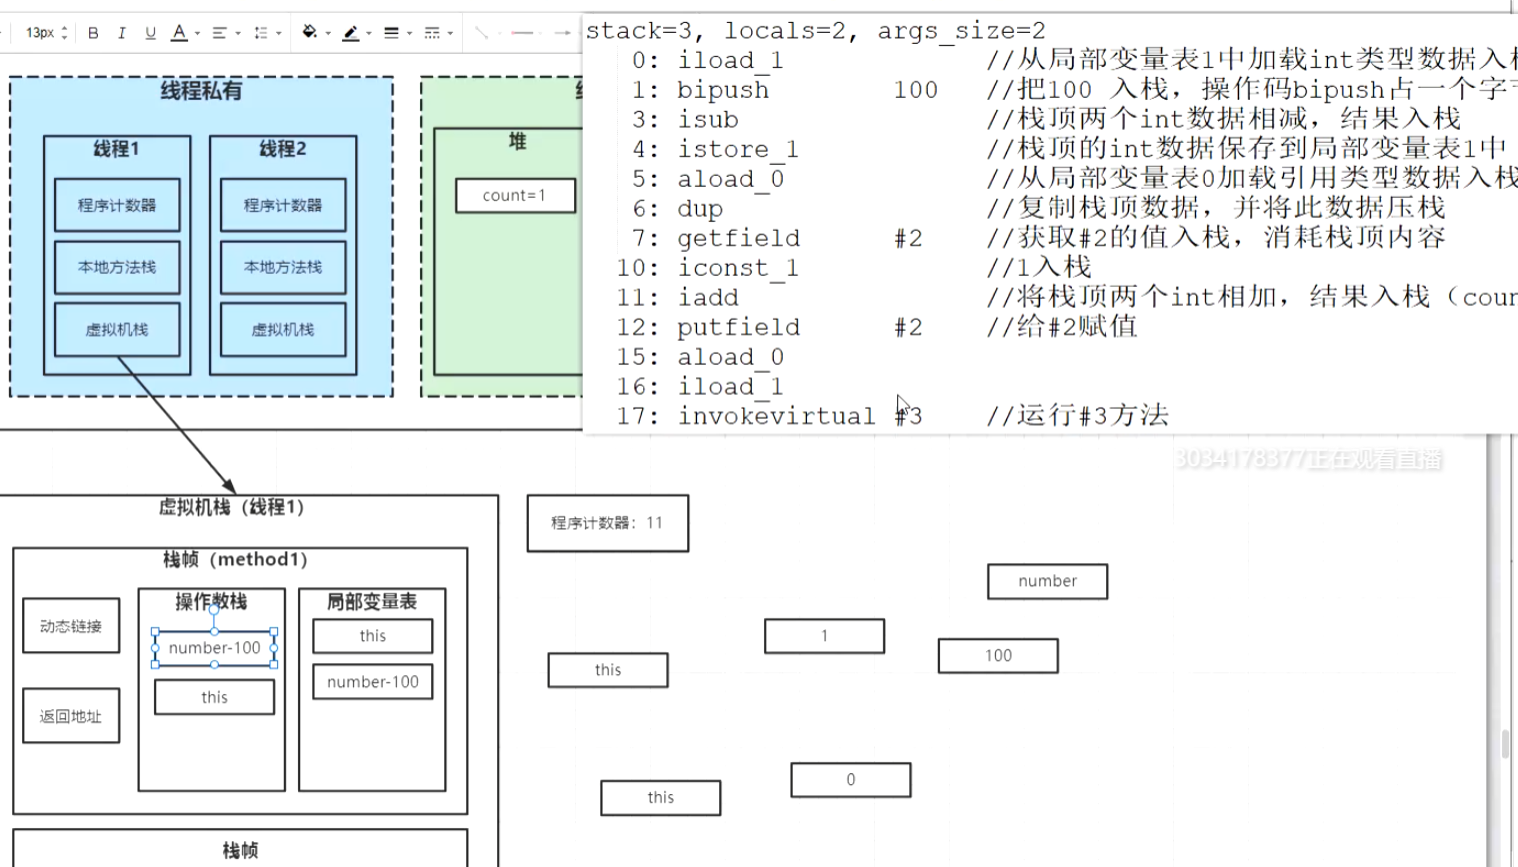 13px B I U A
stack=3, locals=2, args_size=2
0: iload_1 //从局部变量表1中加载int类型数据入栈
1: bipush 100 //把100 入栈，操作码bipush占一个字节
3: isub //栈顶两个int数据相减，结果入栈
4: istore_1 //栈顶的int数据保存到局部变量表1中
5: aload_0 //从局部变量表0加载引用类型数据入栈
6: dup //复制栈顶数据，并将此数据压栈
7: getfield #2 //获取#2的值入栈，消耗栈顶内容
10: iconst_1 //1入栈
11: iadd //将栈顶两个int相加，结果入栈（coun
12: putfield #2 //给#2赋值
15: aload_0
16: iload_1
17: invokevirtual #3 //运行#3方法
线程私有
线程1
程序计数器
本地方法栈
虚拟机栈
线程2
程序计数器
本地方法栈
虚拟机栈
堆
count=1
3034178377正在观看直播
虚拟机栈（线程1）
栈帧（method1）
动态链接
返回地址
操作数栈
number-100
this
局部变量表
this
number-100
栈帧
程序计数器：11
number
1
100
this
0
this